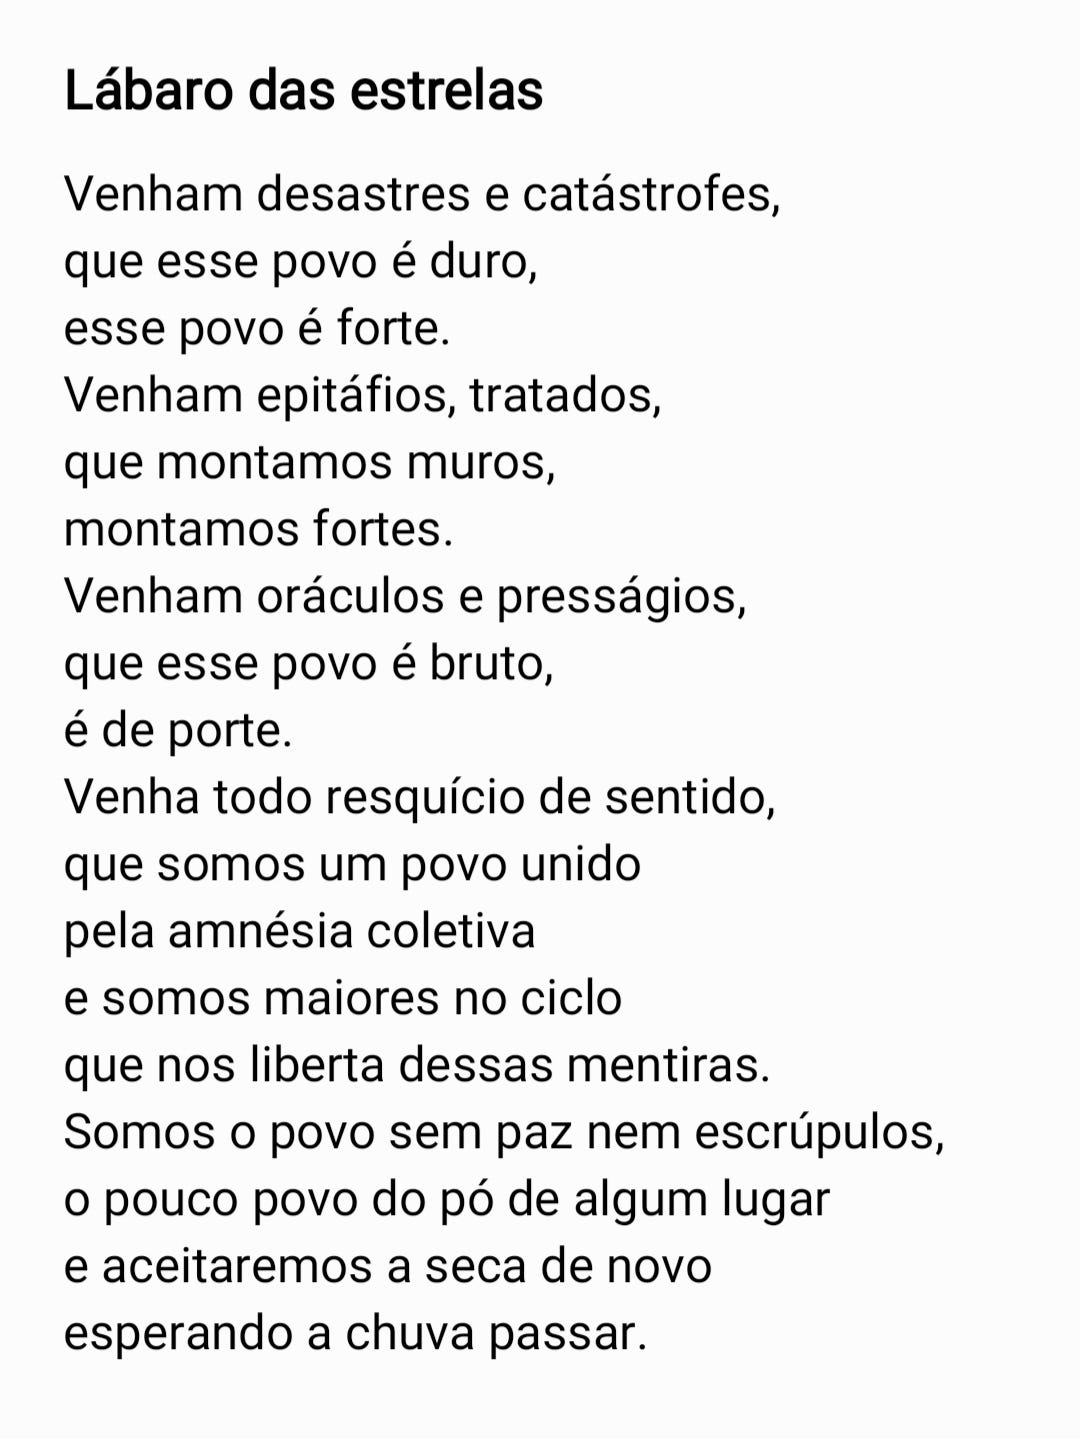 Lábaro das estrelas
Venham desastres e catástrofes,
que esse povo é duro,
esse povo é forte.
Venham epitáfios, tratados,
que montamos muros,
montamos fortes.
Venham oráculos e presságios,
que esse povo é bruto,
é de porte.
Venha todo resquício de sentido,
que somos um povo unido
pela amnésia coletiva
e somos maiores no ciclo
que nos liberta dessas mentiras.
Somos o povo sem paz nem escrúpulos,
o pouco povo do pó de algum lugar
e aceitaremos a seca de novo
esperando a chuva passar.